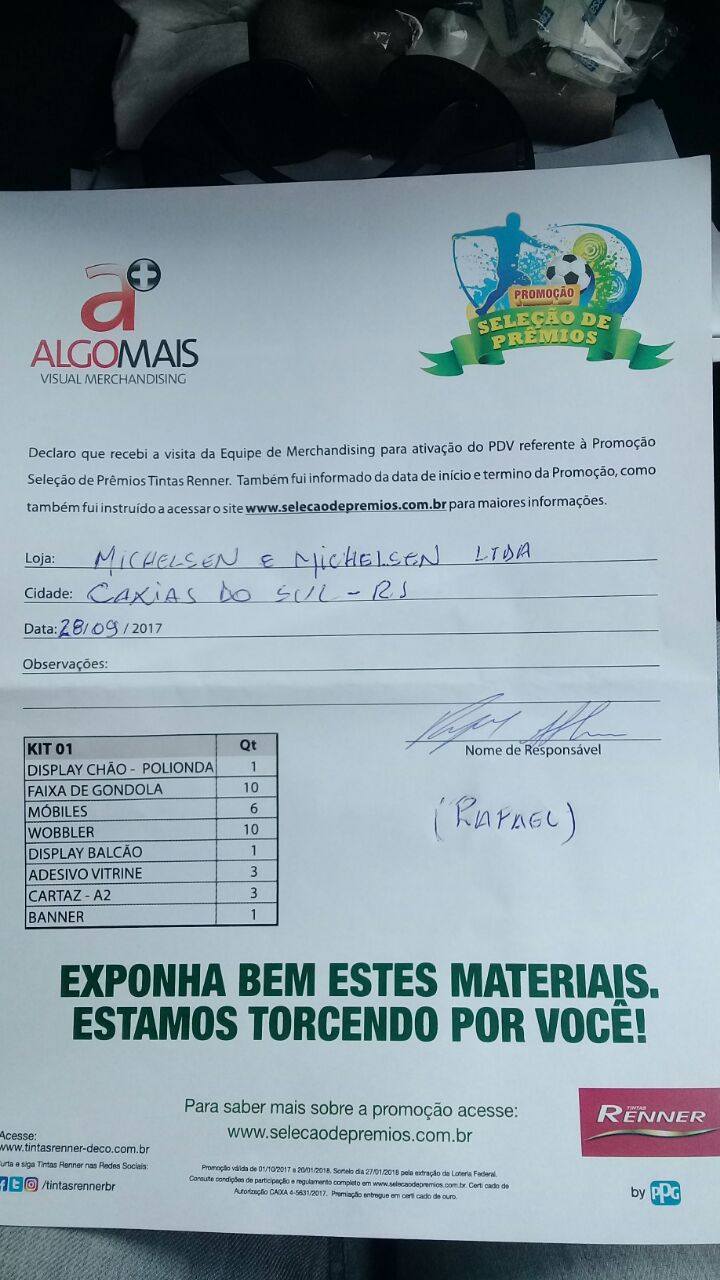 a+
ALGOMAIS
VISUAL MERCHANDISING
PROMOÇÃO
SELEÇÃO DE
PRÊMIOS
Declaro que recebi a visita da Equipe de Merchandising para ativação do PDV referente à Promoção
Seleção de Prêmios Tintas Renner. Também fui informado da data de início e termino da Promoção, como
também fui instruído a acessar o site www.selecaodepremios.com.br para maiores informações.
Loja: MICHELSEN E MICHELSEN LTDA
Cidade: CAXIAS DO SUL - RS
Data: 28/09/2017
Observações:
Nome de Responsável
(RAFAEL)
KIT 01 Qt
DISPLAY CHÃO - POLIONDA 1
FAIXA DE GONDOLA 10
MÓBILES 6
WOBBLER 10
DISPLAY BALCÃO 1
ADESIVO VITRINE 3
CARTAZ - A2 3
BANNER 1
EXPONHA BEM ESTES MATERIAIS.
ESTAMOS TORCENDO POR VOCÊ!
Para saber mais sobre a promoção acesse:
www.selecaodepremios.com.br
TINTAS
RENNER
by PPG
Acesse:
www.tintasrenner-deco.com.br
urta e siga Tintas Renner nas Redes Sociais:
/tintasrennerbr
Promoção válida de 01/10/2017 a 20/01/2018. Sorteio dia 27/01/2018 pela extração da Loteria Federal.
Consulte condições de participação e regulamento completo em www.selecaodepremios.com.br. Certi cado de
Autorização CAIXA 4-5631/2017. Premiação entregue em certi cado de ouro.